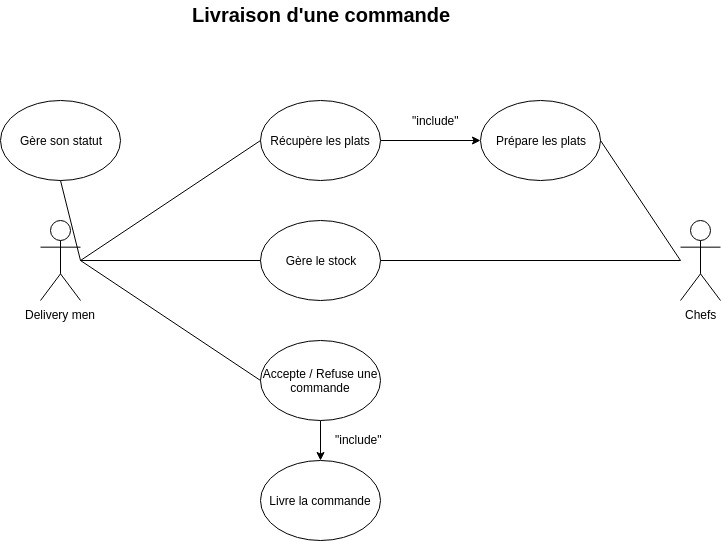 Livraison d'une commande
"include"
Gère son statut
Récupère les plats
Prépare les plats
Gère le stock
Delivery men
Chefs
Accepte / Refuse une
commande
"include"
Livre la commande